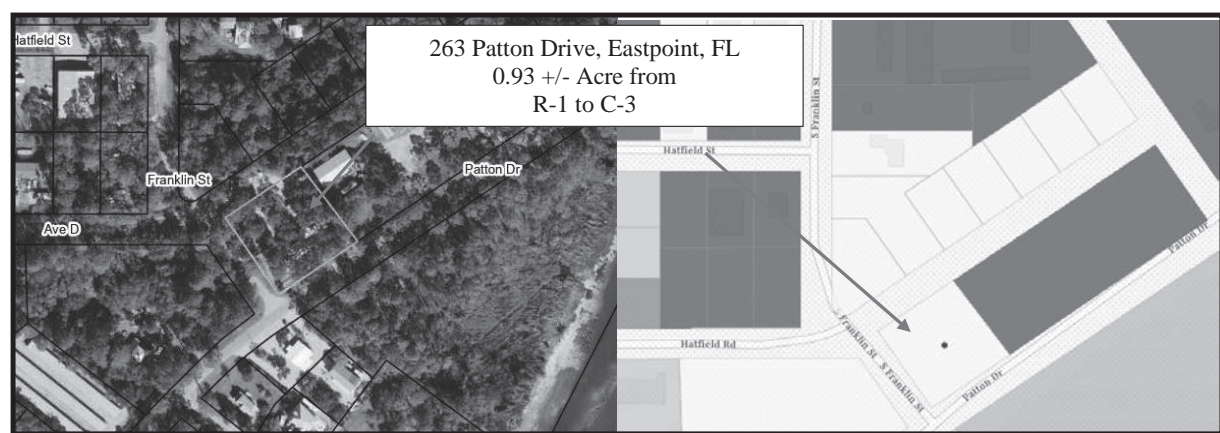 263 Patton Drive, Eastpoint, FL
0.93 +/- Acre from
R-1 to C-3
Hatfield St
Franklin St
Patton Dr
Ave D
S Franklin St
Hatfield St
S Franklin St
S Franklin St
Hatfield Rd
Patton Dr
Patton Dr